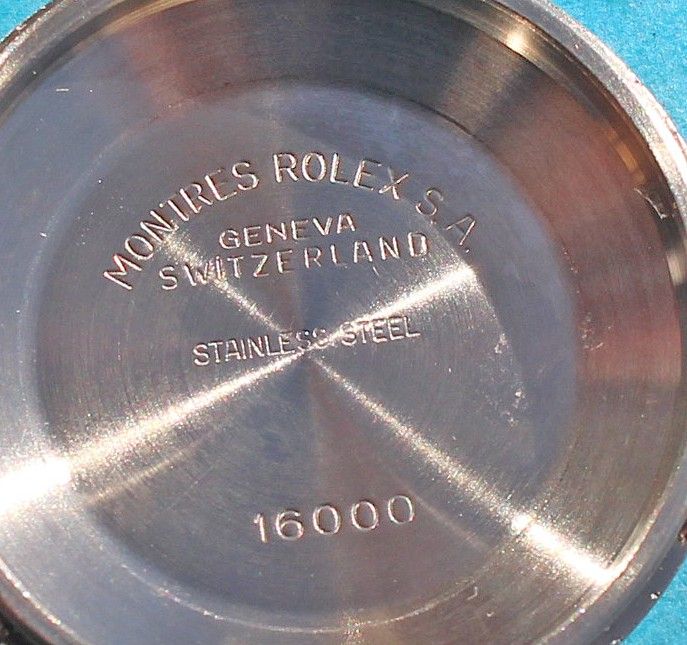 MONTRES ROLEX S.A.
GENEVA
SWITZERLAND
STAINLESS STEEL
16000